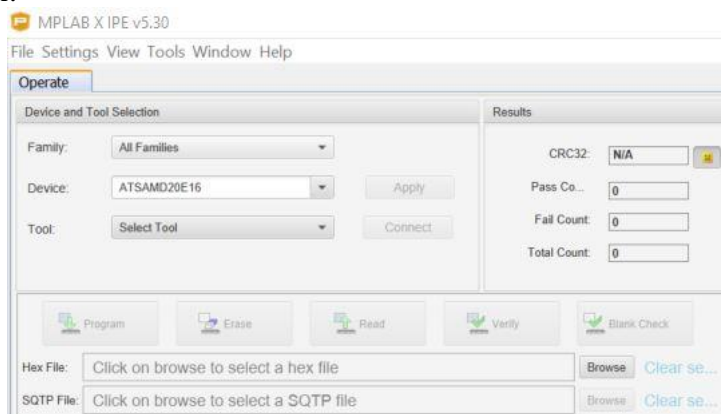 MPLAB X IPE v5.30
File Settings View Tools Window Help
Operate
Device and Tool Selection
Results
Family: All Families
CRC32: N/A
Device: ATSAMD20E16 Apply
Pass Co... 0
Tool: Select Tool Connect
Fail Count: 0
Total Count: 0
Program Erase Read Verify Blank Check
Hex File: Click on browse to select a hex file Browse Clear se...
SQTP File: Click on browse to select a SQTP file Browse Clear se...